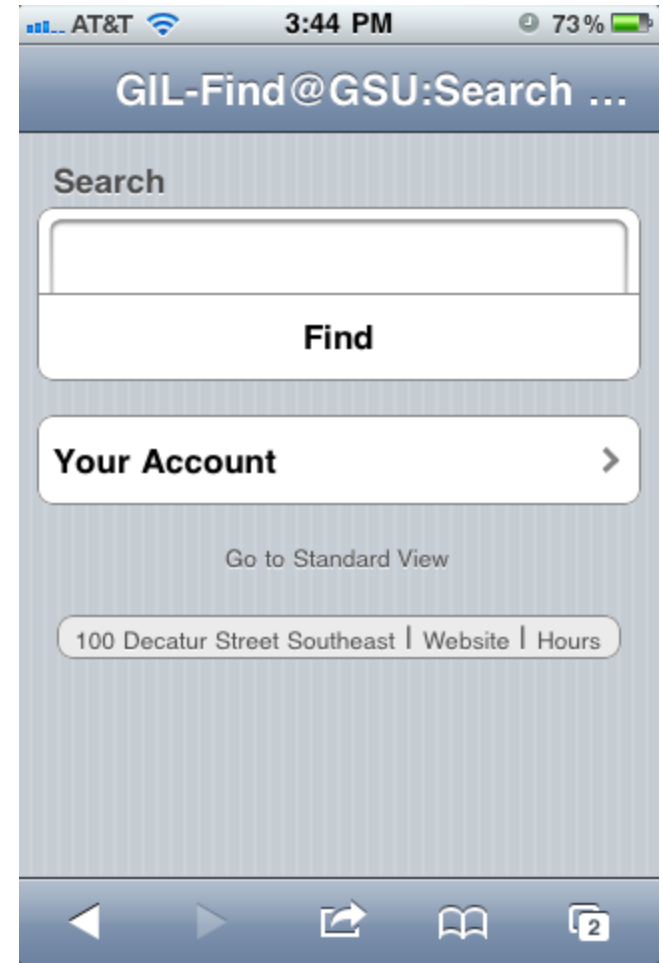 AT&T 3:44 PM 73%
GIL-Find@GSU:Search ...
Search
Find
Your Account
Go to Standard View
100 Decatur Street Southeast | Website | Hours
2